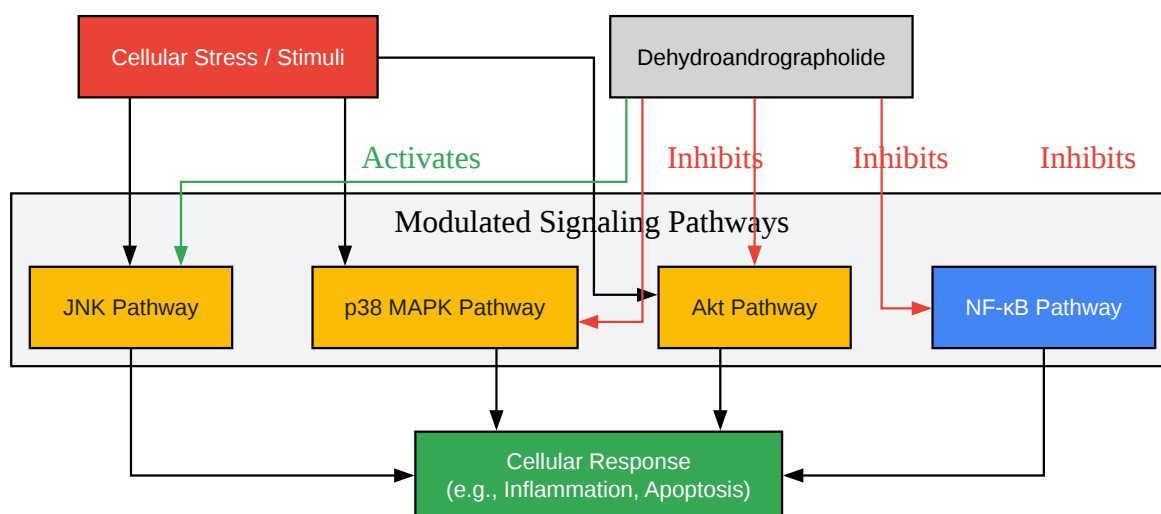 Cellular Stress / Stimuli
Dehydroandrographolide
Activates
Inhibits
Inhibits
Inhibits
Modulated Signaling Pathways
JNK Pathway
p38 MAPK Pathway
Akt Pathway
NF-κB Pathway
Cellular Response
(e.g., Inflammation, Apoptosis)